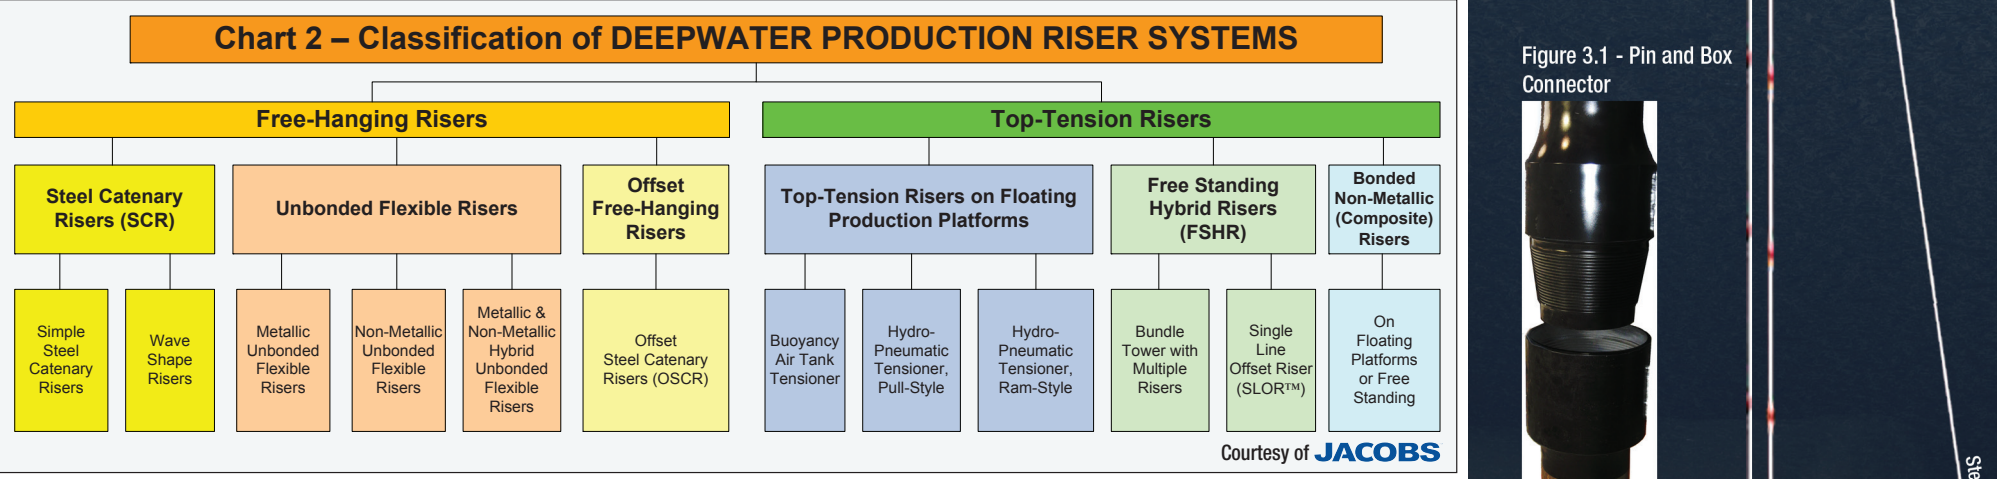 Chart 2 – Classification of DEEPWATER PRODUCTION RISER SYSTEMS
Free-Hanging Risers
Top-Tension Risers
Steel Catenary
Risers (SCR)
Unbonded Flexible Risers
Offset
Free-Hanging
Risers
Top-Tension Risers on Floating
Production Platforms
Free Standing
Hybrid Risers
(FSHR)
Bonded
Non-Metallic
(Composite)
Risers
Simple
Steel
Catenary
Risers
Wave
Shape
Risers
Metallic
Unbonded
Flexible
Risers
Non-Metallic
Unbonded
Flexible
Risers
Metallic &
Non-Metallic
Hybrid
Unbonded
Flexible
Risers
Offset
Steel Catenary
Risers (OSCR)
Buoyancy
Air Tank
Tensioner
Hydro-
Pneumatic
Tensioner,
Pull-Style
Hydro-
Pneumatic
Tensioner,
Ram-Style
Bundle
Tower with
Multiple
Risers
Single
Line
Offset Riser
(SLOR™)
On
Floating
Platforms
or Free
Standing
Courtesy of JACOBS
Figure 3.1 - Pin and Box
Connector